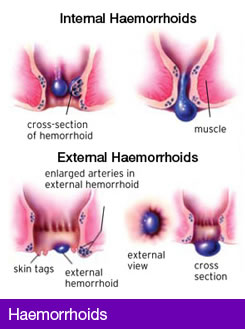 Internal Haemorrhoids
cross-section
of hemorrhoid
muscle
External Haemorrhoids
enlarged arteries in
external hemorrhoid
skin tags
external
hemorrhoid
external
view
cross
section
Haemorrhoids